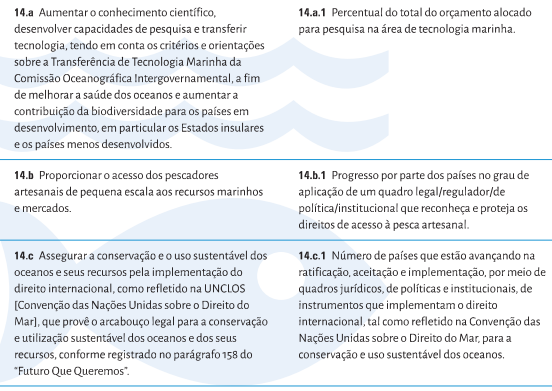 14.a Aumentar o conhecimento científico,
desenvolver capacidades de pesquisa e transferir
tecnologia, tendo em conta os critérios e orientações
sobre a Transferência de Tecnologia Marinha da
Comissão Oceanográfica Intergovernamental, a fim
de melhorar a saúde dos oceanos e aumentar a
contribuição da biodiversidade para os países em
desenvolvimento, em particular os Estados insulares
e os países menos desenvolvidos.
14.a.1 Percentual do total do orçamento alocado
para pesquisa na área de tecnologia marinha.
14.b Proporcionar o acesso dos pescadores
artesanais de pequena escala aos recursos marinhos
e mercados.
14.b.1 Progresso por parte dos países no grau de
aplicação de um quadro legal/regulador/de
política/institucional que reconheça e proteja os
direitos de acesso à pesca artesanal.
14.c Assegurar a conservação e o uso sustentável dos
oceanos e seus recursos pela implementação do
direito internacional, como refletido na UNCLOS
[Convenção das Nações Unidas sobre o Direito do
Mar], que provê o arcabouço legal para a conservação
e utilização sustentável dos oceanos e dos seus
recursos, conforme registrado no parágrafo 158 do
“Futuro Que Queremos”.
14.c.1 Número de países que estão avançando na
ratificação, aceitação e implementação, por meio de
quadros jurídicos, de políticas e institucionais, de
instrumentos que implementam o direito
internacional, tal como refletido na Convenção das
Nações Unidas sobre o Direito do Mar, para a
conservação e uso sustentável dos oceanos.